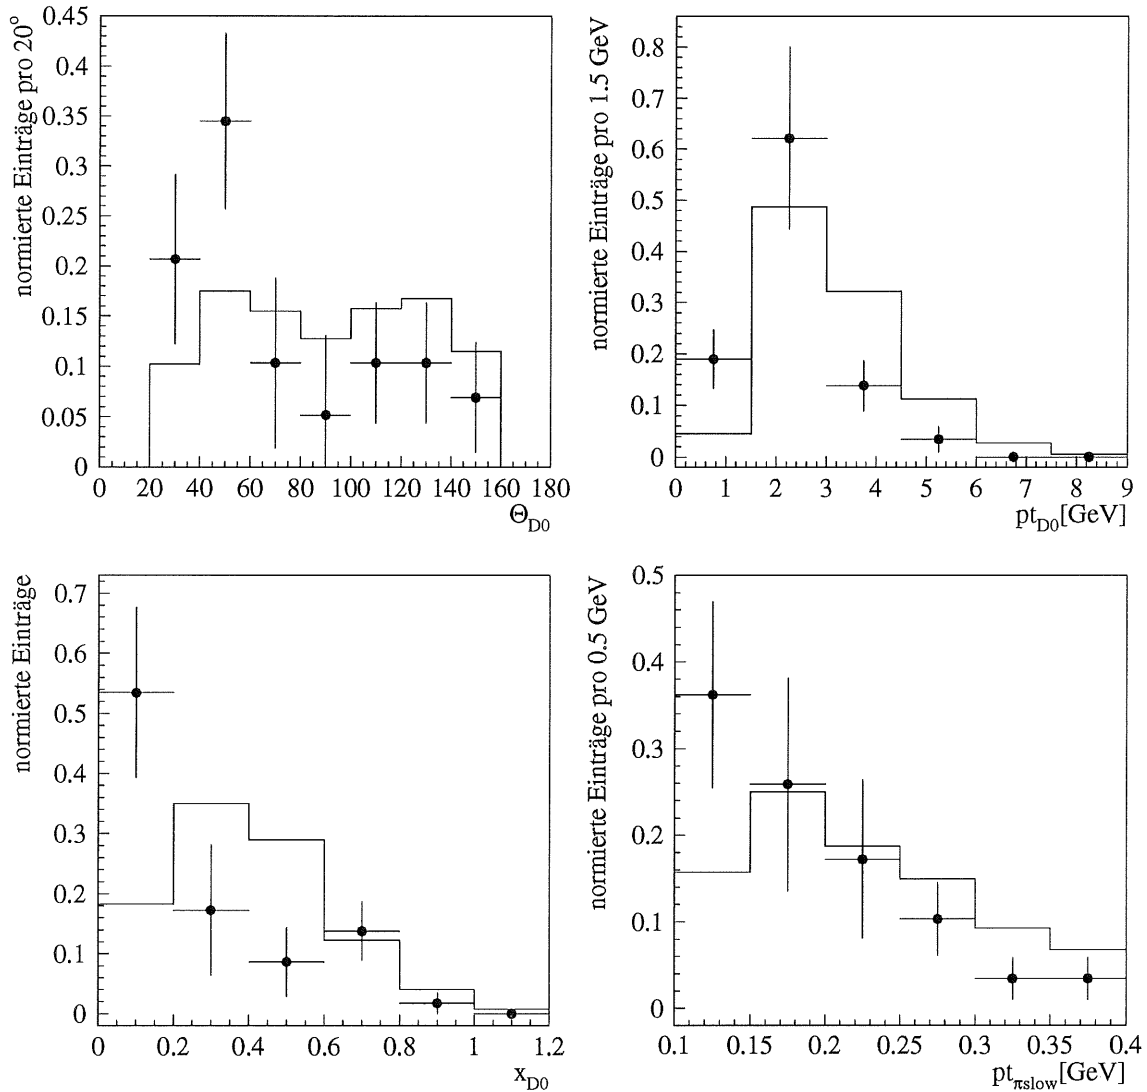 normierte Einträge pro 20°
0.45
0.4
0.35
0.3
0.25
0.2
0.15
0.1
0.05
0
0 20 40 60 80 100 120 140 160 180
Θ_D0
normierte Einträge pro 1.5 GeV
0.8
0.7
0.6
0.5
0.4
0.3
0.2
0.1
0
0 1 2 3 4 5 6 7 8 9
pt_D0[GeV]
normierte Einträge
0.7
0.6
0.5
0.4
0.3
0.2
0.1
0
0 0.2 0.4 0.6 0.8 1 1.2
x_D0
normierte Einträge pro 0.5 GeV
0.5
0.4
0.3
0.2
0.1
0
0.1 0.15 0.2 0.25 0.3 0.35 0.4
pt_πslow[GeV]